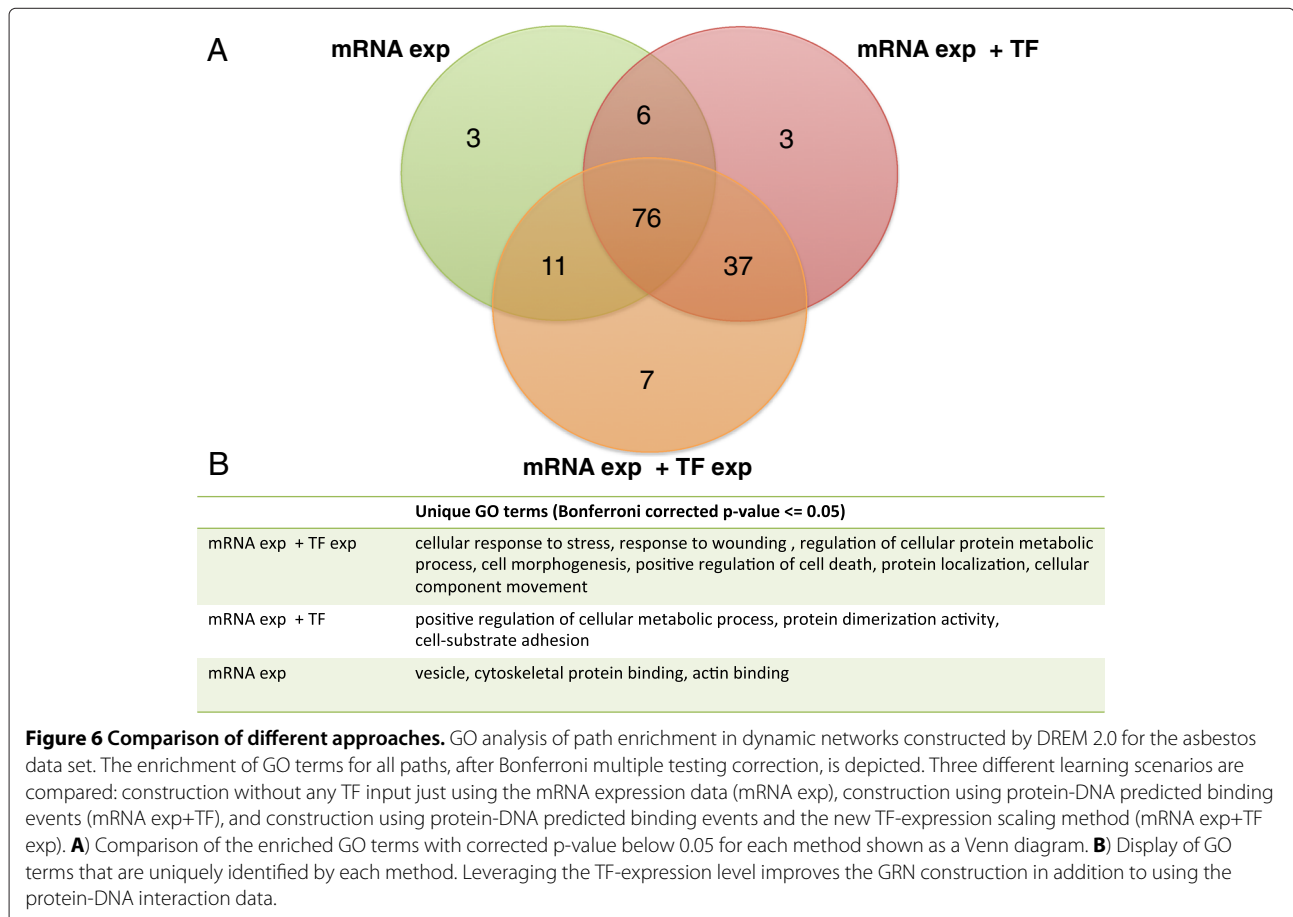 A
mRNA exp
mRNA exp + TF
3
6
3
76
11
37
7
B
mRNA exp + TF exp
Unique GO terms (Bonferroni corrected p-value <= 0.05)
mRNA exp + TF exp
cellular response to stress, response to wounding , regulation of cellular protein metabolic
process, cell morphogenesis, positive regulation of cell death, protein localization, cellular
component movement
mRNA exp + TF
positive regulation of cellular metabolic process, protein dimerization activity,
cell-substrate adhesion
mRNA exp
vesicle, cytoskeletal protein binding, actin binding
Figure 6 Comparison of different approaches. GO analysis of path enrichment in dynamic networks constructed by DREM 2.0 for the asbestos
data set. The enrichment of GO terms for all paths, after Bonferroni multiple testing correction, is depicted. Three different learning scenarios are
compared: construction without any TF input just using the mRNA expression data (mRNA exp), construction using protein-DNA predicted binding
events (mRNA exp+TF), and construction using protein-DNA predicted binding events and the new TF-expression scaling method (mRNA exp+TF
exp). A) Comparison of the enriched GO terms with corrected p-value below 0.05 for each method shown as a Venn diagram. B) Display of GO
terms that are uniquely identified by each method. Leveraging the TF-expression level improves the GRN construction in addition to using the
protein-DNA interaction data.